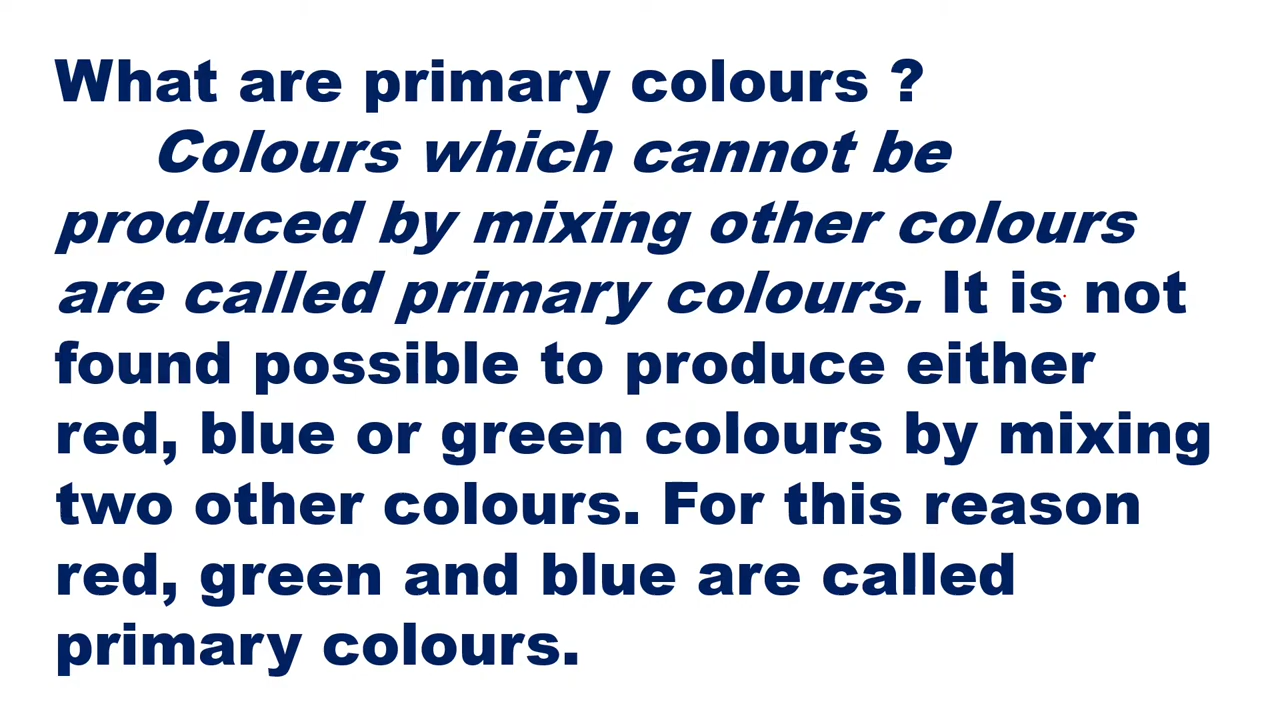 What are primary colours ?
Colours which cannot be
produced by mixing other colours
are called primary colours. It is not
found possible to produce either
red, blue or green colours by mixing
two other colours. For this reason
red, green and blue are called
primary colours.